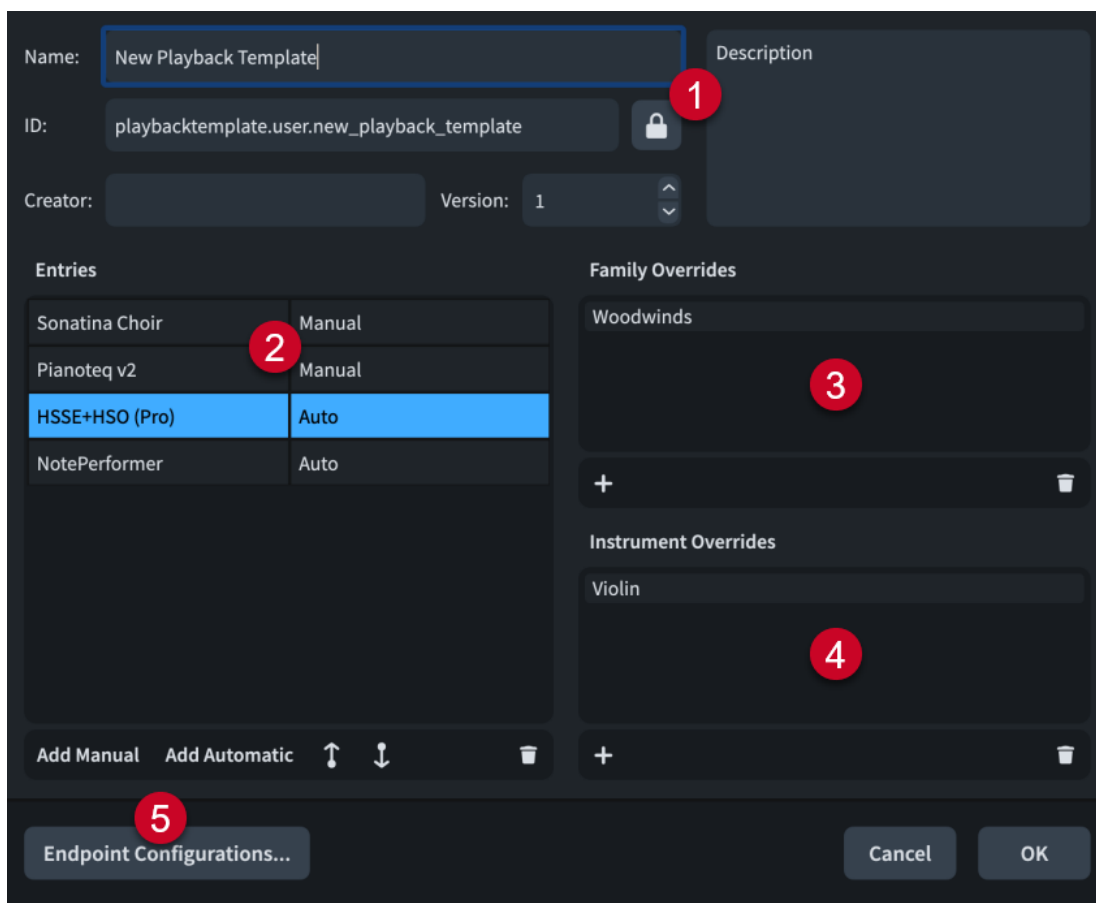 Name: New Playback Template
Description
1
ID: playbacktemplate.user.new_playback_template
Creator: Version: 1
Entries
Sonatina Choir Manual
2
Pianoteq v2 Manual
HSSE+HSO (Pro) Auto
NotePerformer Auto
Add Manual Add Automatic
Family Overrides
Woodwinds
3
Instrument Overrides
Violin
4
5
Endpoint Configurations...
Cancel OK